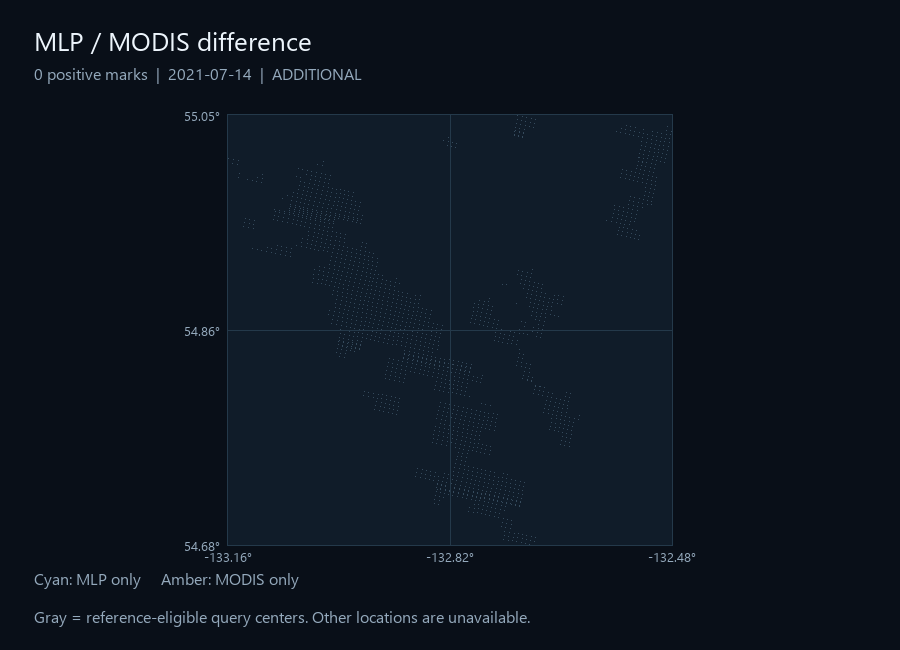 MLP / MODIS difference
0 positive marks | 2021-07-14 | ADDITIONAL
55.05°
54.86°
54.68°
-133.16° -132.82° -132.48°
Cyan: MLP only Amber: MODIS only
Gray = reference-eligible query centers. Other locations are unavailable.